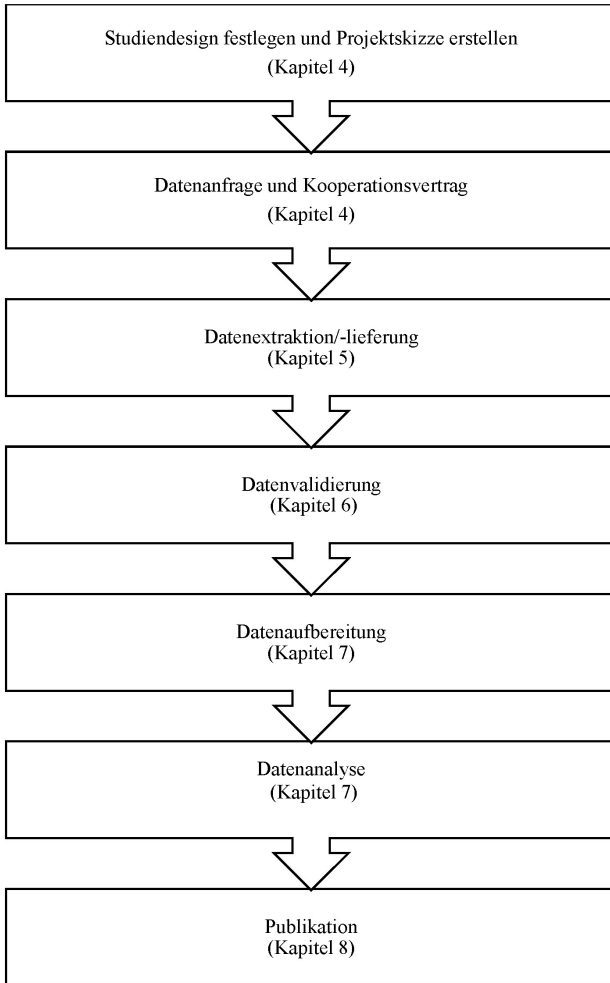 Studiendesign festlegen und Projektskizze erstellen
(Kapitel 4)
Datenanfrage und Kooperationsvertrag
(Kapitel 4)
Datenextraktion/-lieferung
(Kapitel 5)
Datenvalidierung
(Kapitel 6)
Datenaufbereitung
(Kapitel 7)
Datenanalyse
(Kapitel 7)
Publikation
(Kapitel 8)